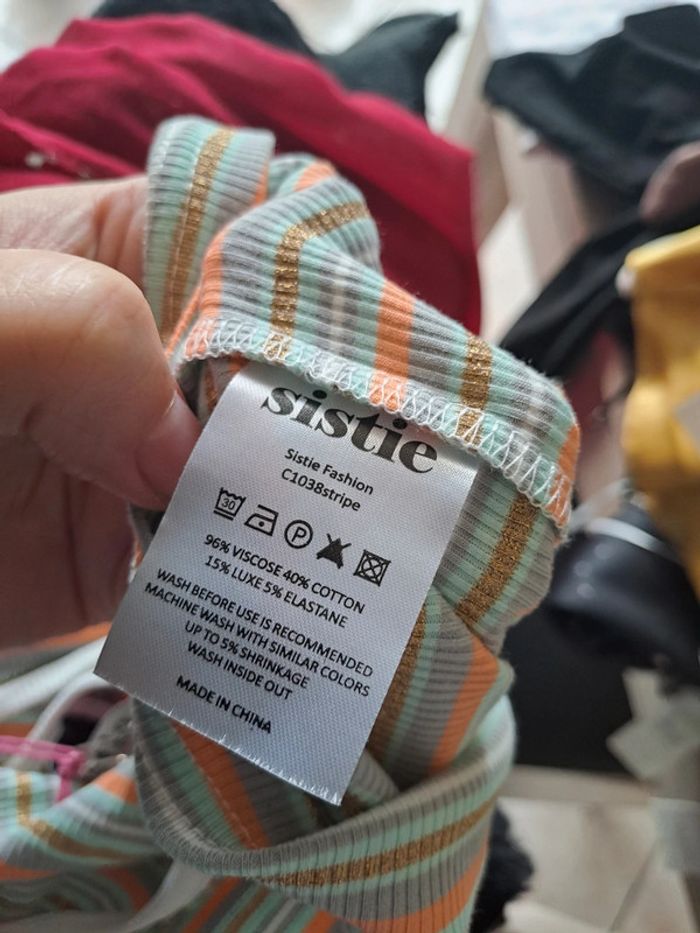 sistie
Sistie Fashion
C1038stripe
30
P
96% VISCOSE 40% COTTON
15% LUXE 5% ELASTANE
WASH BEFORE USE IS RECOMMENDED
MACHINE WASH WITH SIMILAR COLORS
UP TO 5% SHRINKAGE
WASH INSIDE OUT
MADE IN CHINA